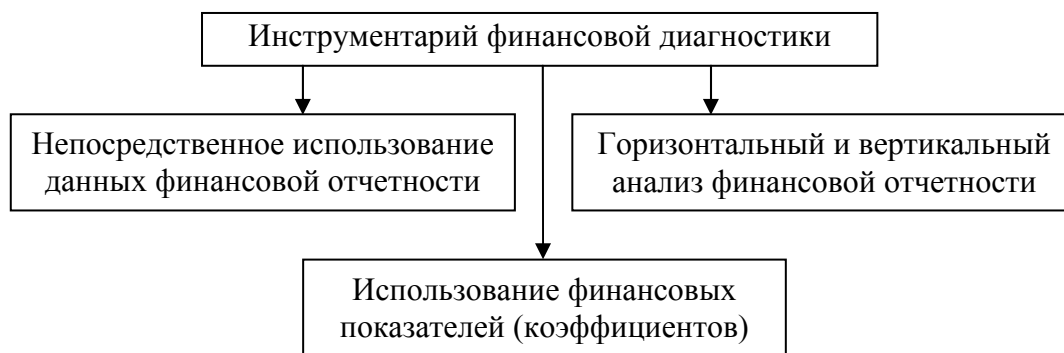 Инструментарий финансовой диагностики
Непосредственное использование
данных финансовой отчетности
Горизонтальный и вертикальный
анализ финансовой отчетности
Использование финансовых
показателей (коэффициентов)